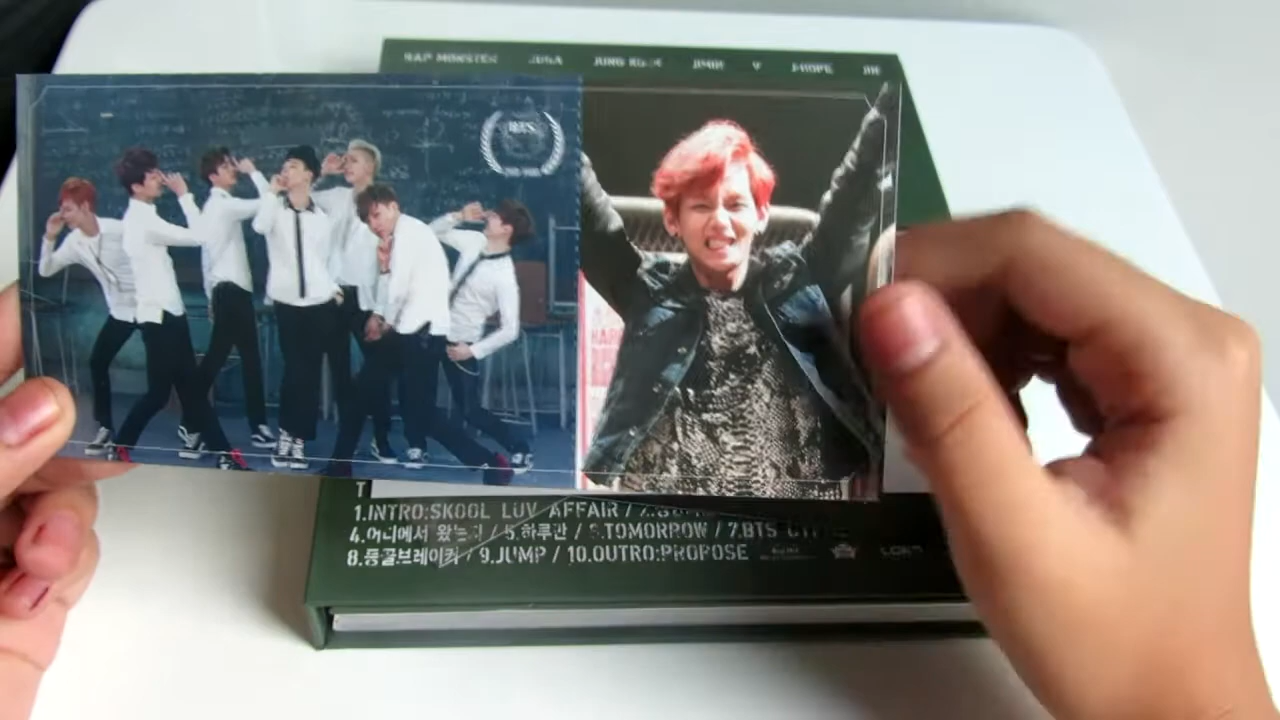 RAP MONSTER SUGA JUNG KOOK JIMIN V J-HOPE JIN
BTS
1.INTRO:SKOOL LUV AFFAIR / 2.
4.어디에서 왔는지 / 5.하루만 / 6.TOMORROW / 7.BTS
8.등골브레이커 / 9.JUMP / 10.OUTRO:PROPOSE